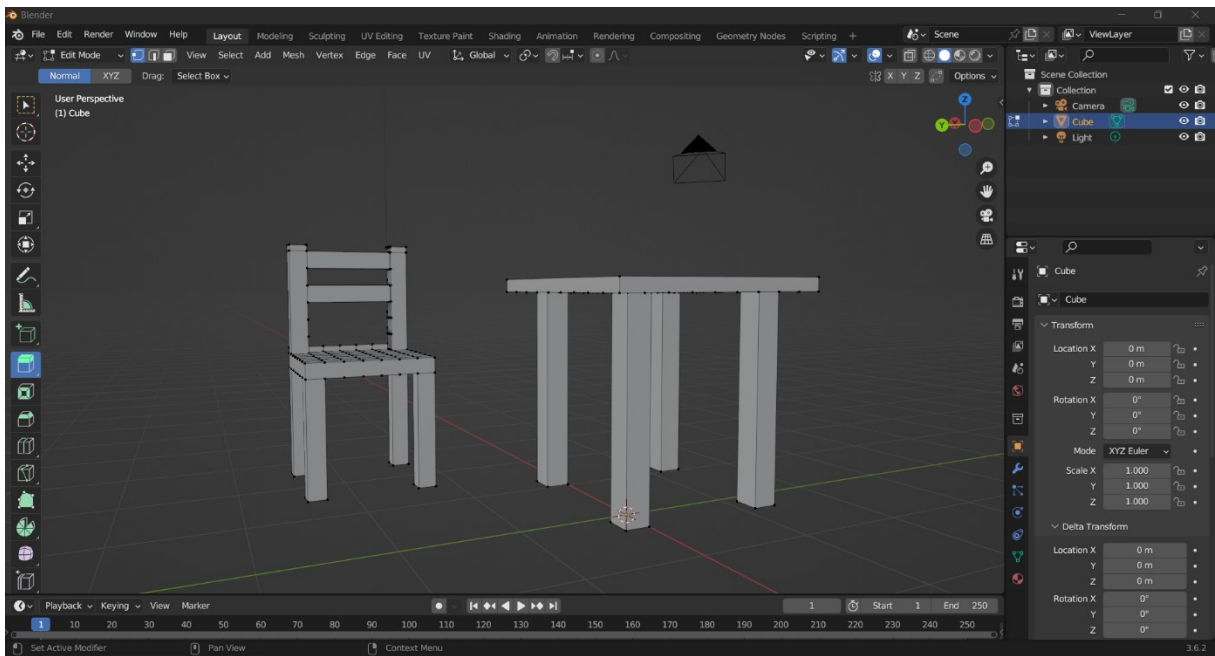 Blender
File Edit Render Window Help Layout Modeling Sculpting UV Editing Texture Paint Shading Animation Rendering Compositing Geometry Nodes Scripting + Scene ViewLayer
Edit Mode View Select Add Mesh Vertex Edge Face UV Global
Normal XYZ Drag: Select Box X Y Z Options
User Perspective
(1) Cube
Z
Y
Scene Collection
Collection
Camera
Cube
Light
Cube
Cube
Transform
Location X 0 m
Y 0 m
Z 0 m
Rotation X 0°
Y 0°
Z 0°
Mode XYZ Euler
Scale X 1.000
Y 1.000
Z 1.000
Delta Transform
Location X 0 m
Y 0 m
Z 0 m
Rotation X 0°
Y 0°
Z 0°
Playback Keying View Marker 1 Start 1 End 250
1 10 20 30 40 50 60 70 80 90 100 110 120 130 140 150 160 170 180 190 200 210 220 230 240 250
Set Active Modifier Pan View Context Menu 3.6.2